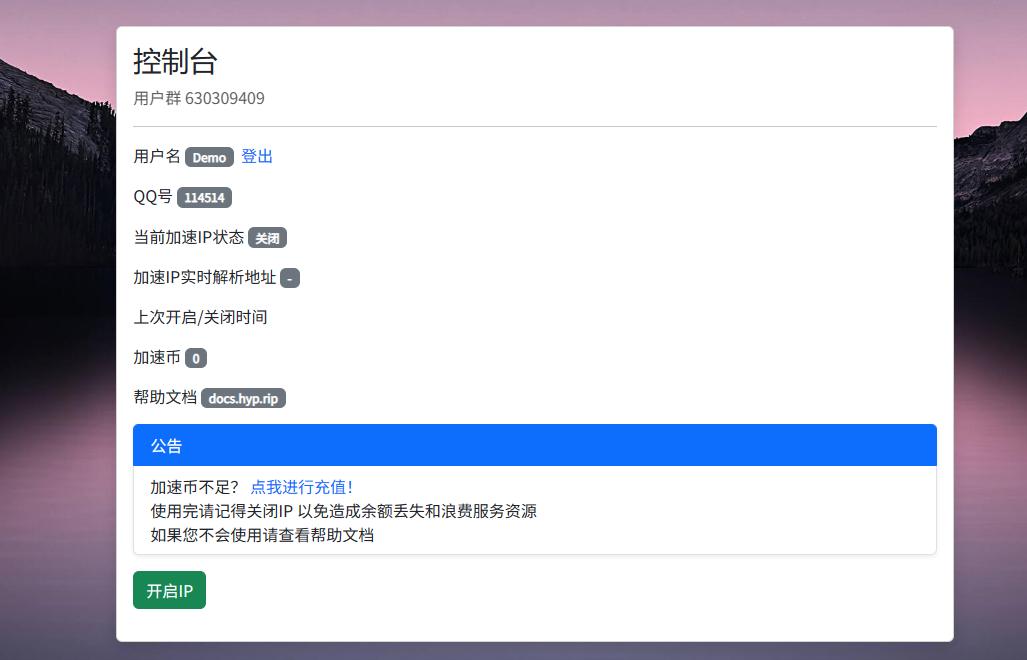 控制台
用户群 630309409
用户名 Demo 登出
QQ号 114514
当前加速IP状态 关闭
加速IP实时解析地址 -
上次开启/关闭时间
加速币 0
帮助文档 docs.hyp.rip
公告
加速币不足？ 点我进行充值！
使用完请记得关闭IP 以免造成余额丢失和浪费服务资源
如果您不会使用请查看帮助文档
开启IP